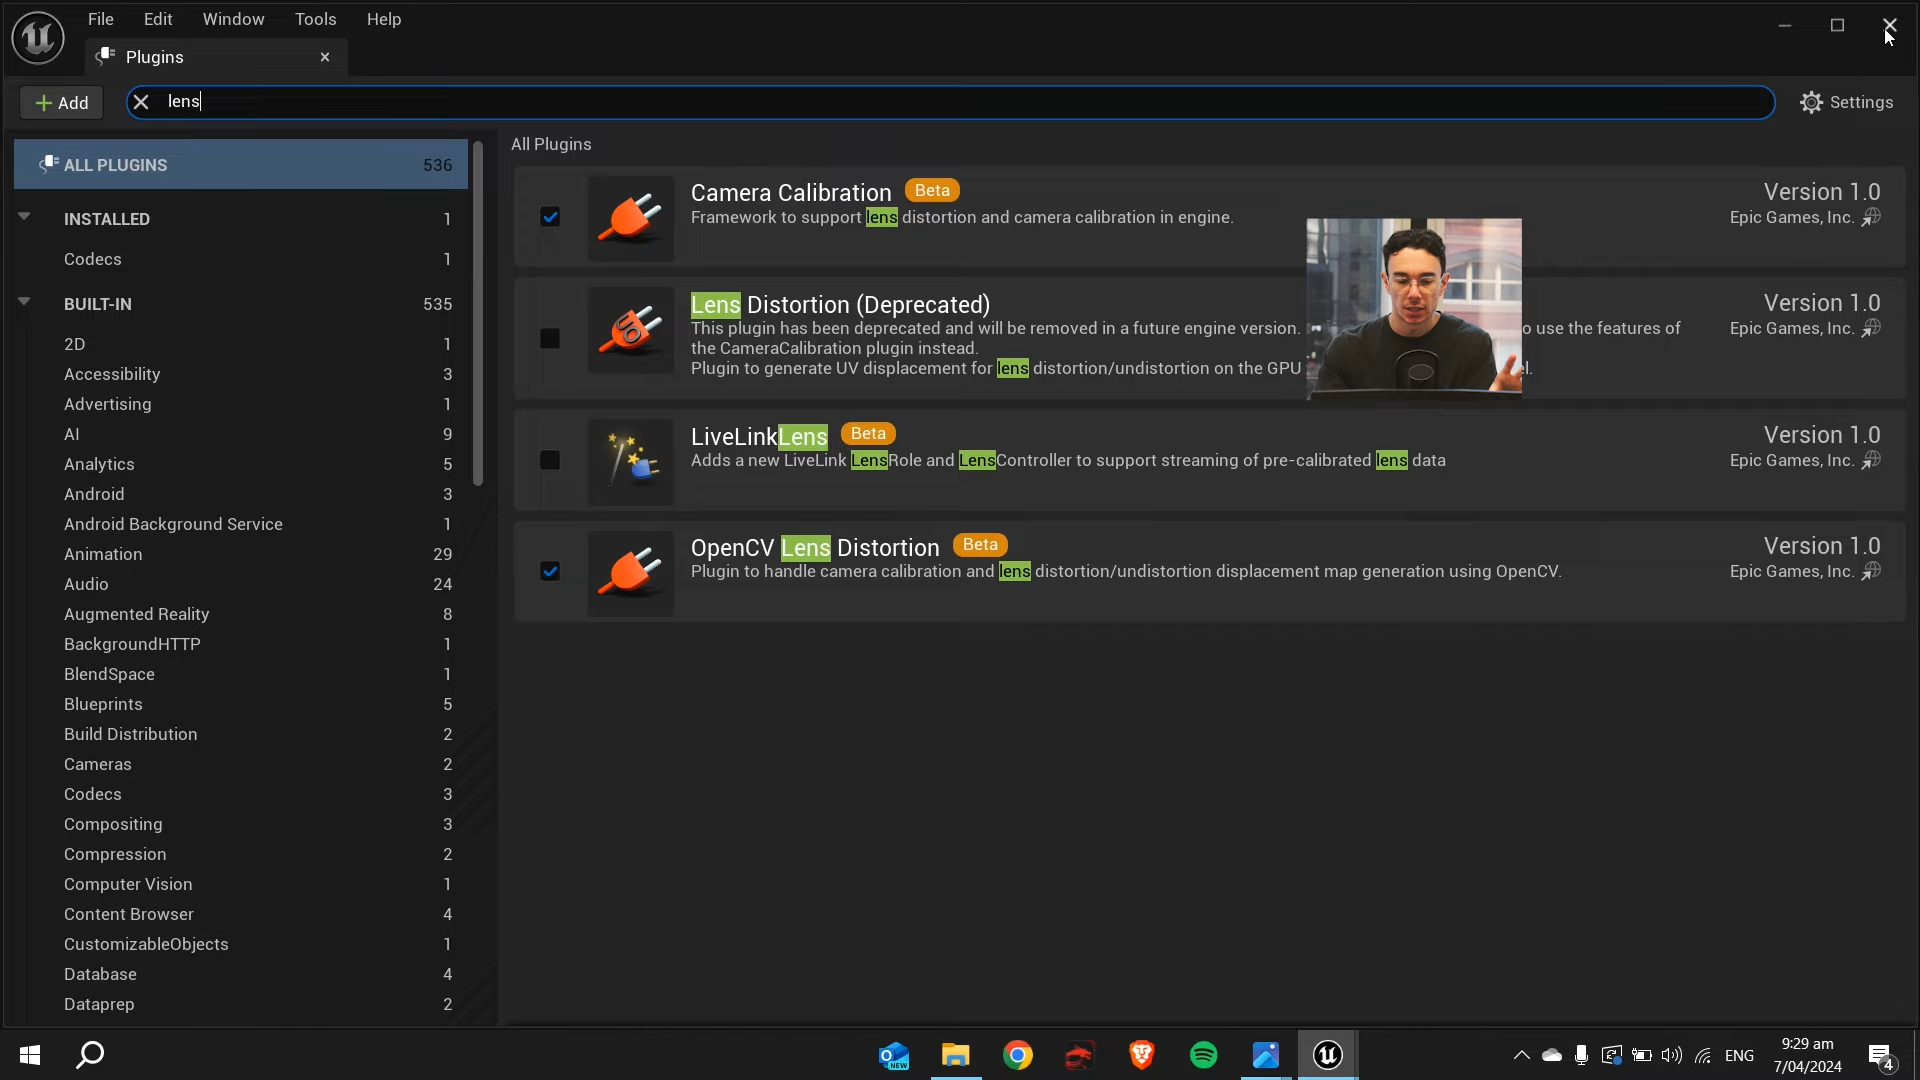 File Edit Window Tools Help
Plugins
Add
lens
Settings
ALL PLUGINS 536
INSTALLED 1
Codecs 1
BUILT-IN 535
2D 1
Accessibility 3
Advertising 1
AI 9
Analytics 5
Android 3
Android Background Service 1
Animation 29
Audio 24
Augmented Reality 8
BackgroundHTTP 1
BlendSpace 1
Blueprints 5
Build Distribution 2
Cameras 2
Codecs 3
Compositing 3
Compression 2
Computer Vision 1
Content Browser 4
CustomizableObjects 1
Database 4
Dataprep 2
All Plugins
Camera Calibration Beta Version 1.0
Framework to support lens distortion and camera calibration in engine. Epic Games, Inc.
Lens Distortion (Deprecated) Version 1.0
This plugin has been deprecated and will be removed in a future engine version. o use the features of Epic Games, Inc.
the CameraCalibration plugin instead.
Plugin to generate UV displacement for lens distortion/undistortion on the GPU
LiveLinkLens Beta Version 1.0
Adds a new LiveLink LensRole and LensController to support streaming of pre-calibrated lens data Epic Games, Inc.
OpenCV Lens Distortion Beta Version 1.0
Plugin to handle camera calibration and lens distortion/undistortion displacement map generation using OpenCV. Epic Games, Inc.
NEW
ENG
9:29 am
7/04/2024
4